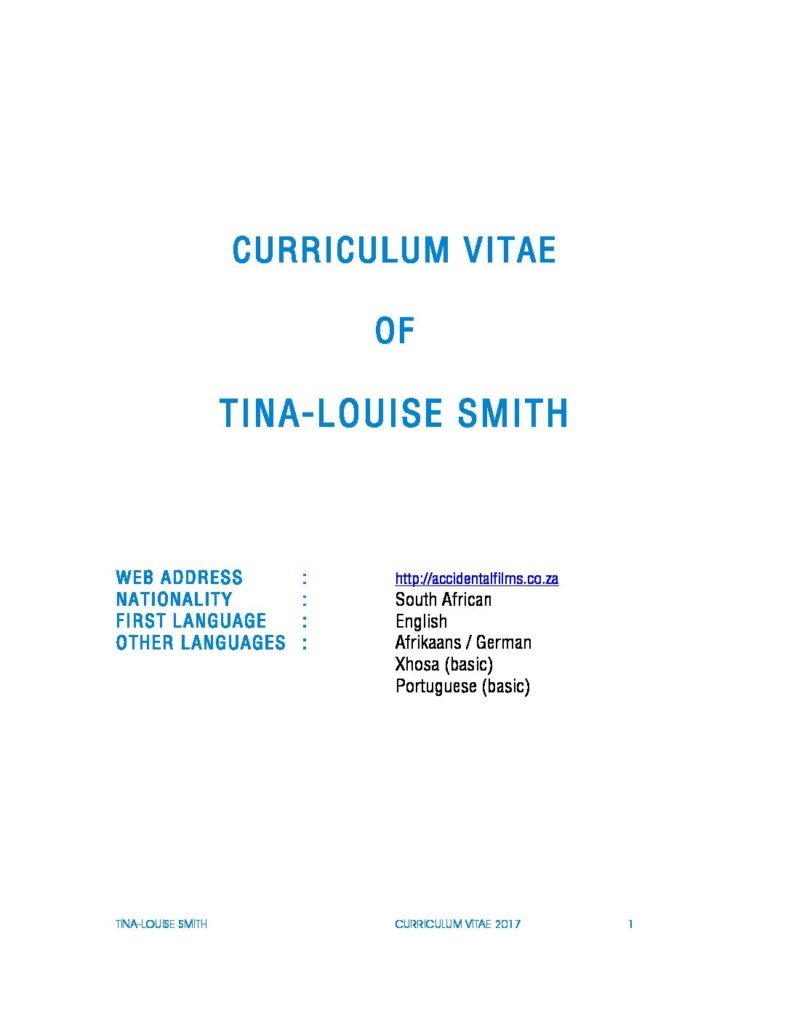 CURRICULUM VITAE
OF
TINA-LOUISE SMITH
WEB ADDRESS : http://accidentalfilms.co.za
NATIONALITY : South African
FIRST LANGUAGE : English
OTHER LANGUAGES : Afrikaans / German
Xhosa (basic)
Portuguese (basic)
TINA-LOUISE SMITH CURRICULUM VITAE 2017 1